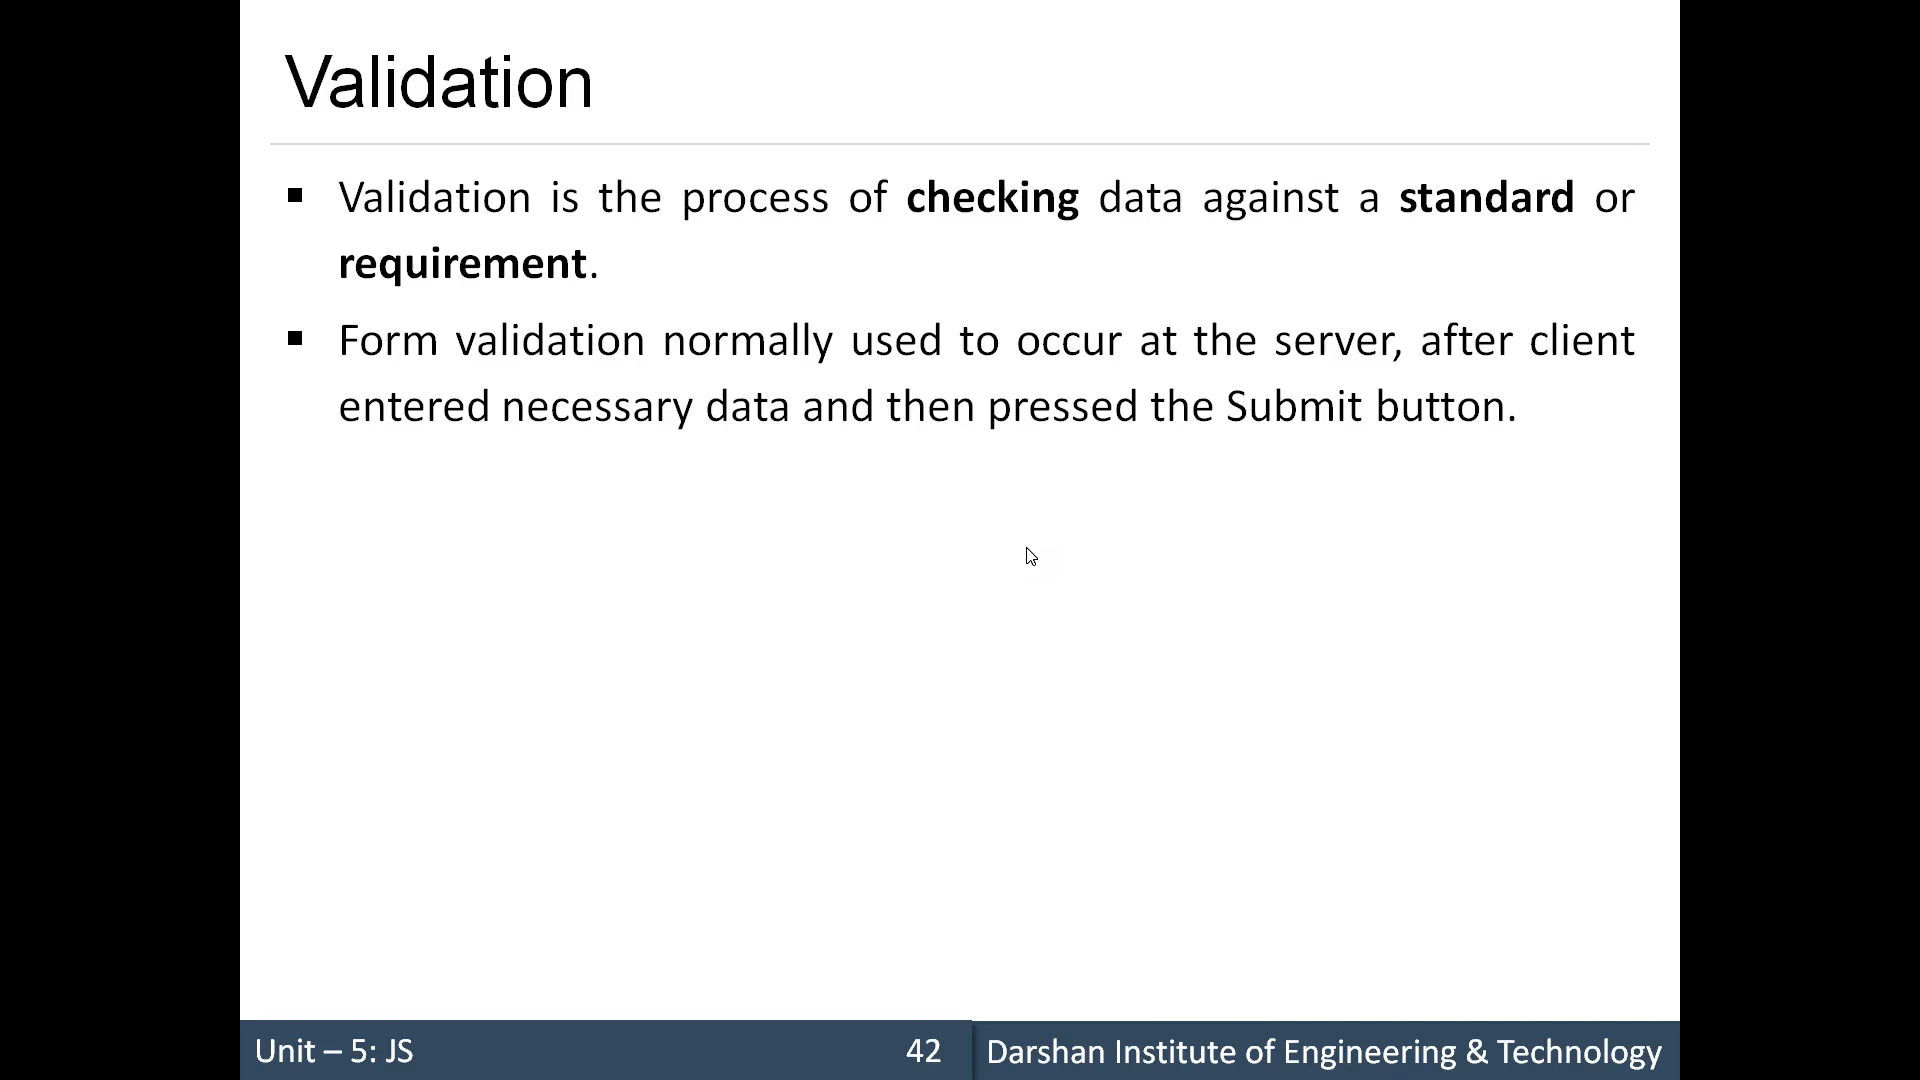 Validation
▪ Validation is the process of checking data against a standard or
requirement.
▪ Form validation normally used to occur at the server, after client
entered necessary data and then pressed the Submit button.
Unit – 5: JS 42 Darshan Institute of Engineering & Technology